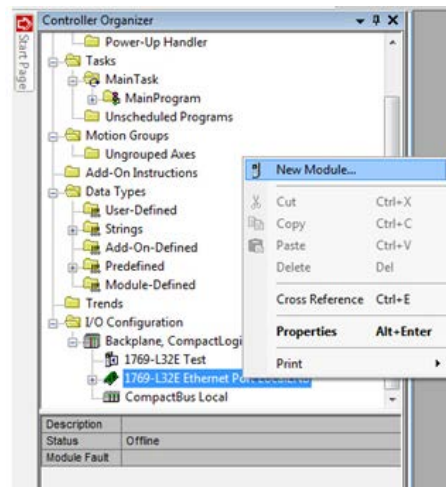 Controller Organizer
Start Page
Power-Up Handler
Tasks
MainTask
MainProgram
Unscheduled Programs
Motion Groups
Ungrouped Axes
Add-On Instructions
Data Types
User-Defined
Strings
Add-On-Defined
Predefined
Module-Defined
Trends
I/O Configuration
Backplane, CompactLogi
1769-L32E Test
1769-L32E Ethernet Port
CompactBus Local
New Module...
Cut Ctrl+X
Copy Ctrl+C
Paste Ctrl+V
Delete Del
Cross Reference Ctrl+E
Properties Alt+Enter
Print
Description
Status Offline
Module Fault